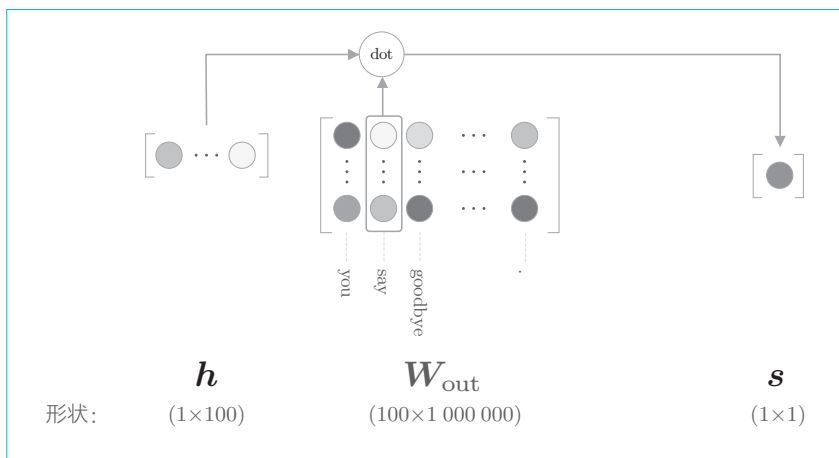 dot
you
say
goodbye
.
h
W_out
s
形状：
(1×100)
(100×1 000 000)
(1×1)